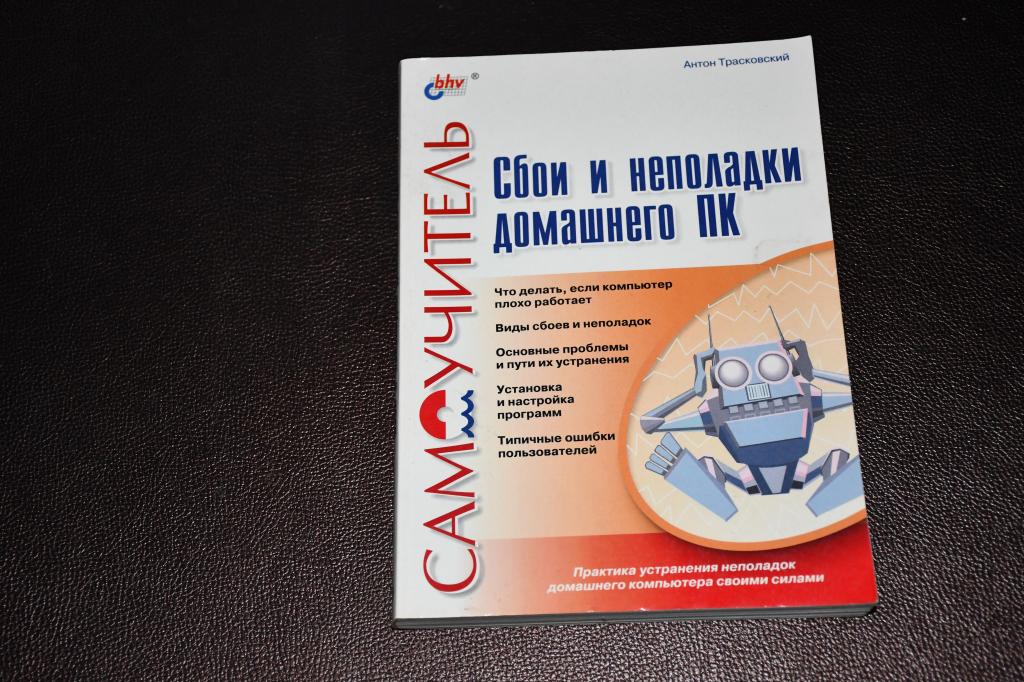 bhv®
Антон Трасковский
САМОУЧИТЕЛЬ
Сбои и неполадки
домашнего ПК
Что делать, если компьютер
плохо работает
Виды сбоев и неполадок
Основные проблемы
и пути их устранения
Установка
и настройка
программ
Типичные ошибки
пользователей
Практика устранения неполадок
домашнего компьютера своими силами